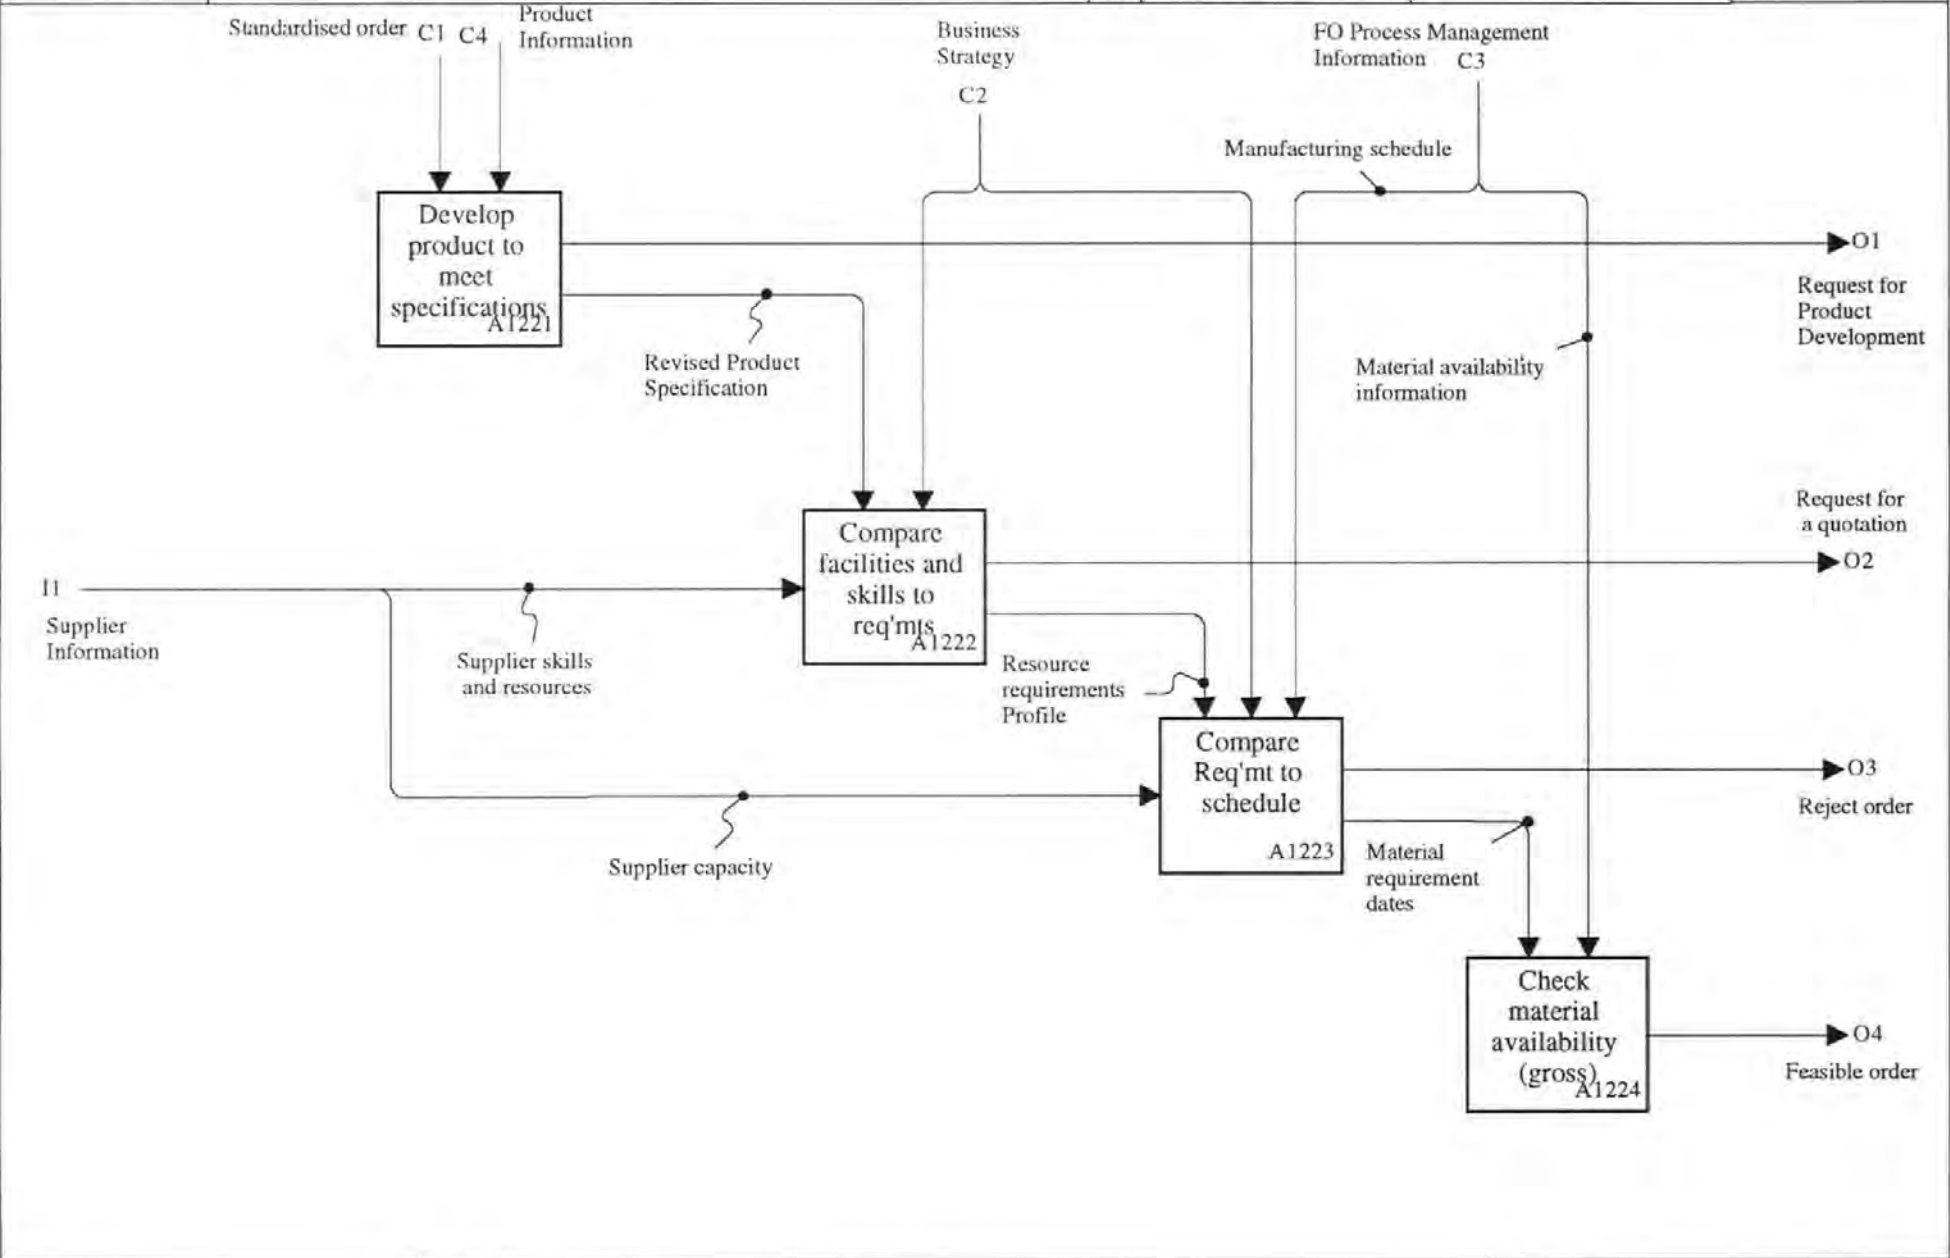 Standardised order C1 C4
Product
Information
Business
Strategy
C2
FO Process Management
Information C3
Manufacturing schedule
Develop
product to
meet
specifications
A1221
O1
Request for
Product
Development
Revised Product
Specification
Material availability
information
Request for
a quotation
O2
Compare
facilities and
skills to
req'mts
A1222
I1
Supplier
Information
Supplier skills
and resources
Resource
requirements
Profile
Compare
Req'mt to
schedule
A1223
O3
Reject order
Supplier capacity
Material
requirement
dates
Check
material
availability
(gross)
A1224
O4
Feasible order